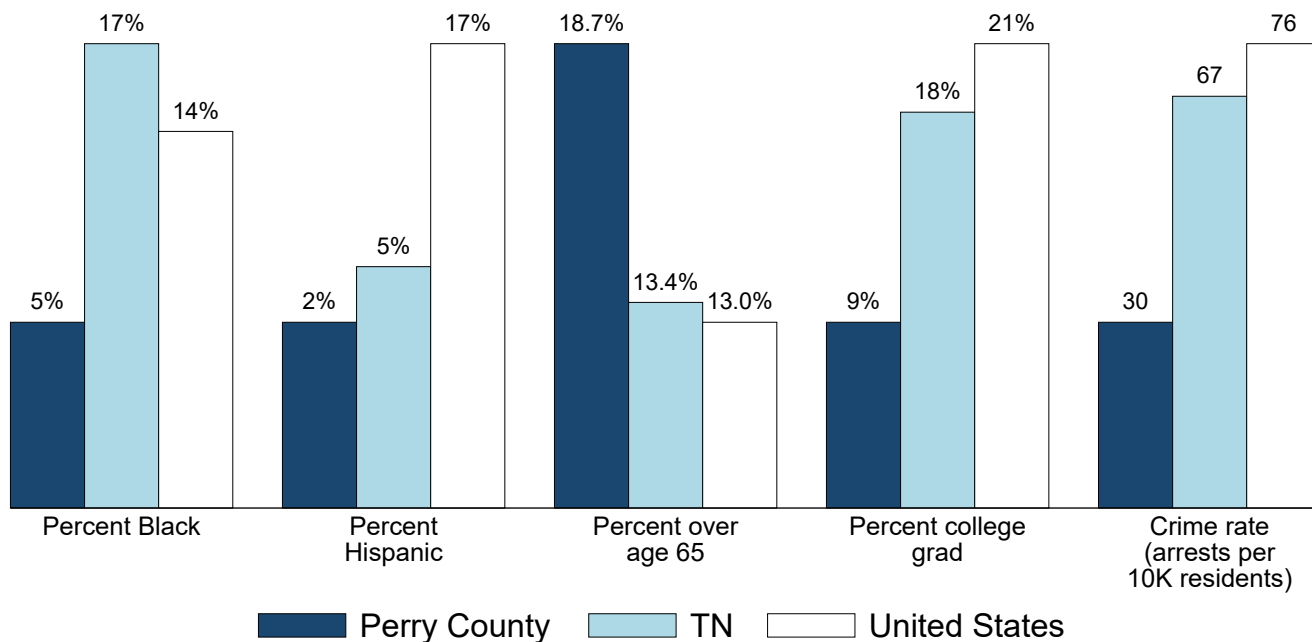 17% 17% 18.7% 21% 76
14% 18% 67
5% 13.4%
5% 2% 13.0% 9% 30
Percent Black
Percent
Hispanic
Percent over
age 65
Percent college
grad
Crime rate
(arrests per
10K residents)
Perry County TN United States